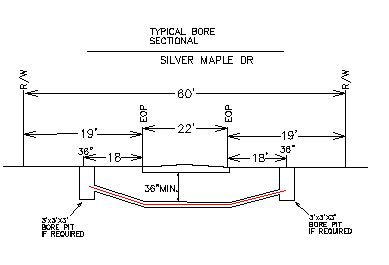 TYPICAL BORE
SECTIONAL
SILVER MAPLE DR
R/W
R/W
60'
EOP
EOP
19'
22'
19'
36"
18
18'
36"
36"MIN.
3'x3'x3'
BORE PIT
IF REQUIRED
3'x3'x3'
BORE PIT
IF REQUIRED